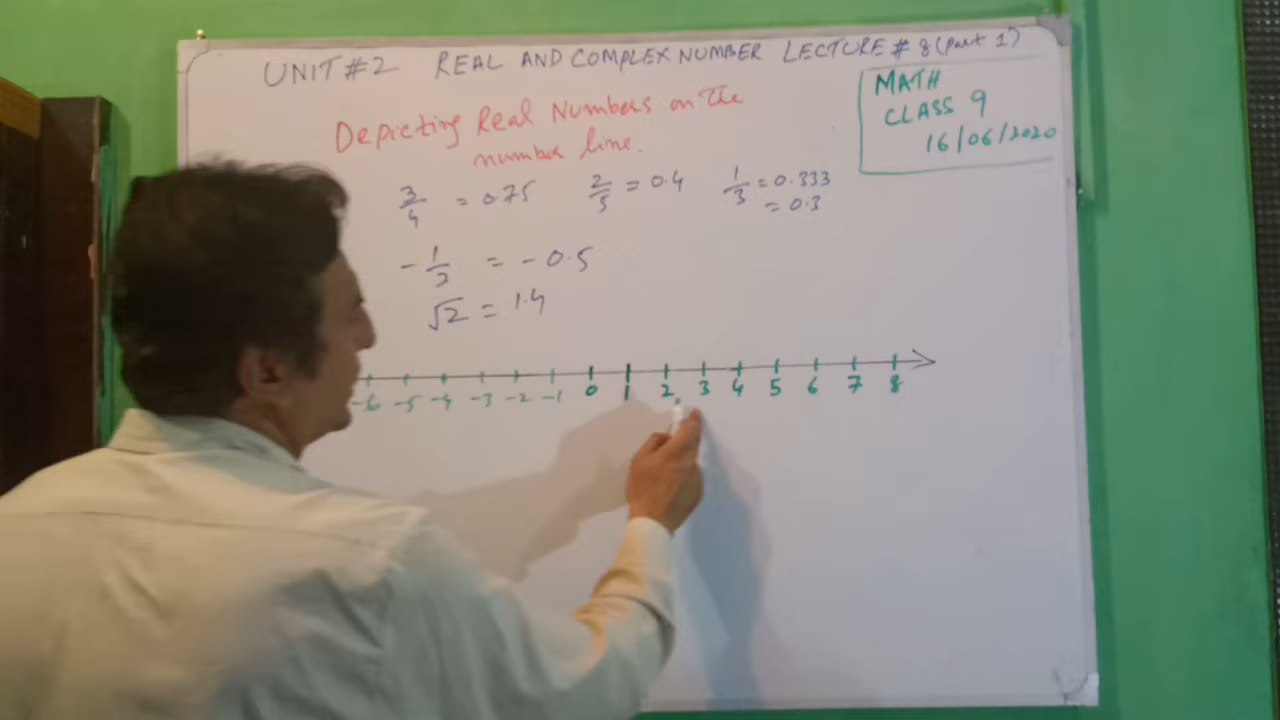 UNIT #2 REAL AND COMPLEX NUMBER LECTURE # 8 (Part 1)
MATH
CLASS 9
16/06/2020
Depicting Real Numbers on the
number line.
3/4 = 0.75 2/5 = 0.4 1/3 = 0.333
= 0.3
-1/2 = -0.5
√2 = 1.4
-6 -5 -4 -3 -2 -1 0 1 2 3 4 5 6 7 8